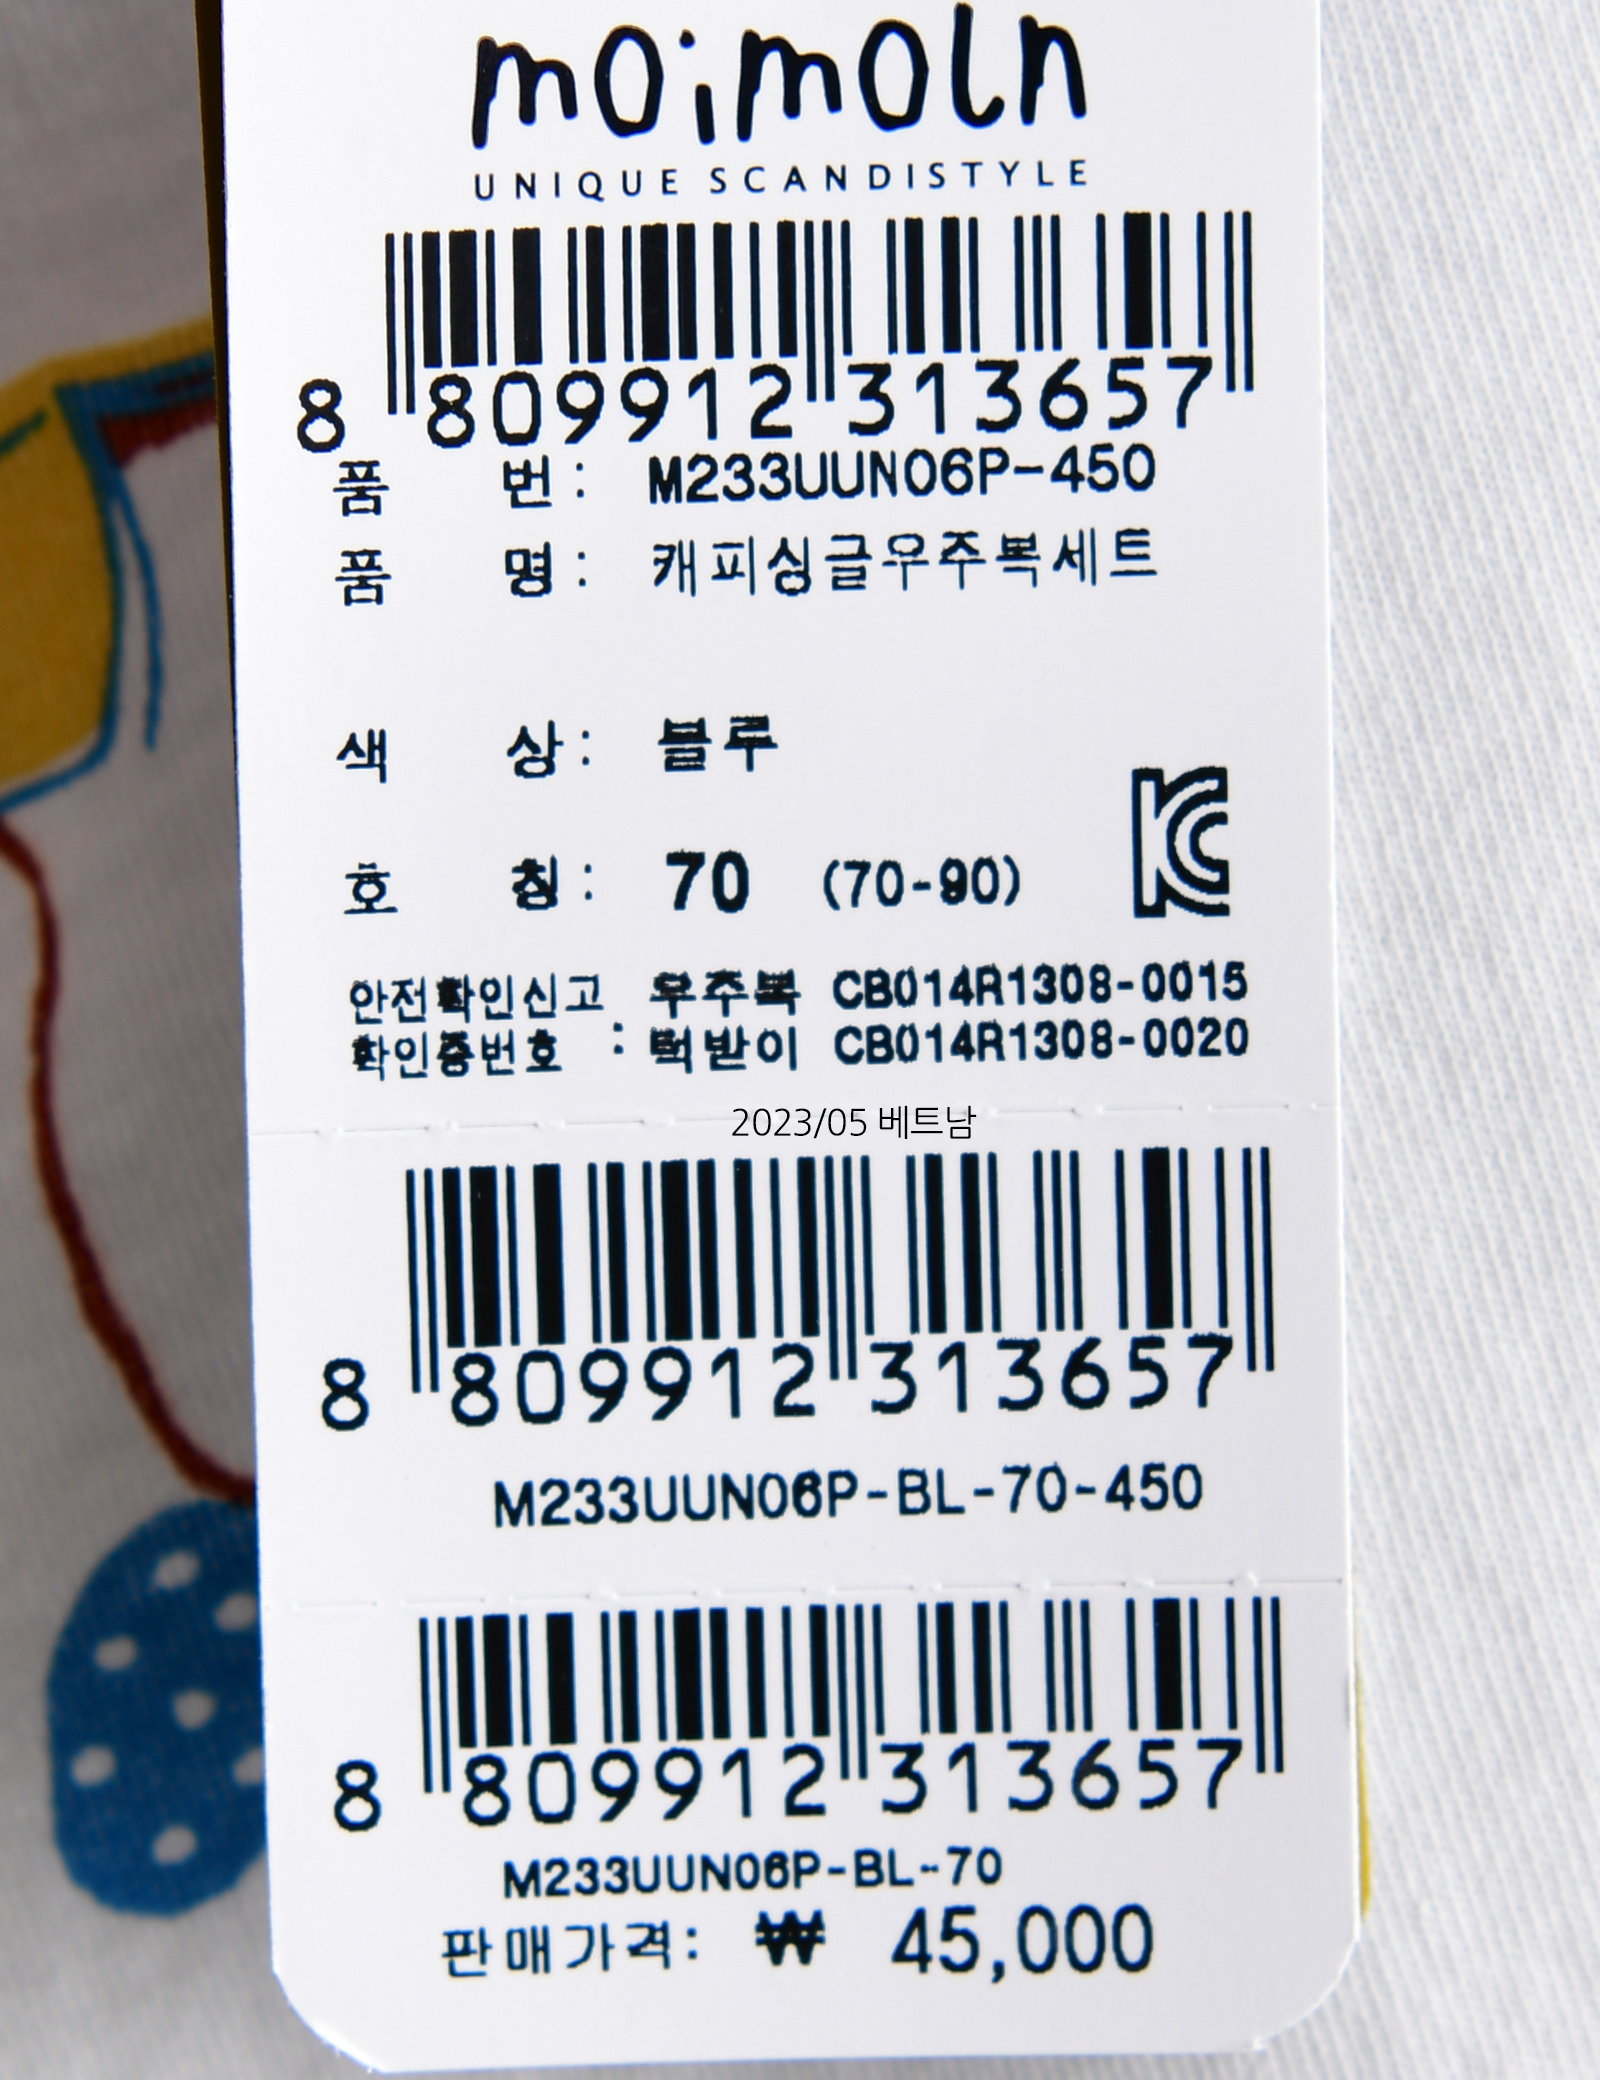 moimoln
UNIQUE SCANDISTYLE
8 809912 313657
품 번: M233UUN06P-450
품 명: 캐피싱글우주복세트
색 상: 블루
호 칭: 70 (70-90)
안전확인신고 우주복 CB014R1308-0015
확인증번호 : 턱받이 CB014R1308-0020
2023/05 베트남
8 809912 313657
M233UUN06P-BL-70-450
8 809912 313657
M233UUN06P-BL-70
판매가격: ₩ 45,000